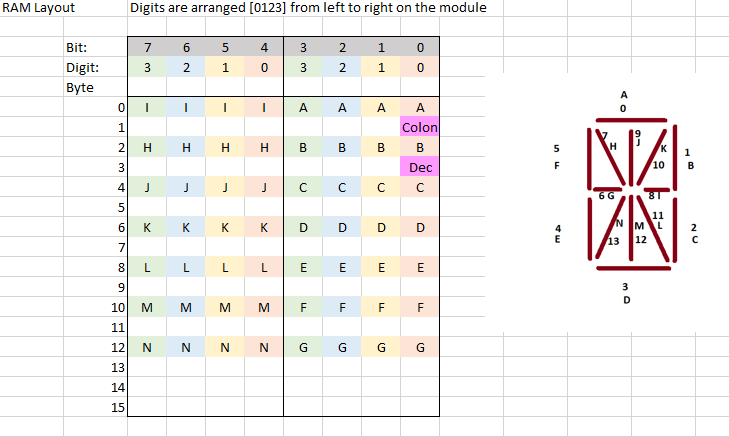 RAM Layout Digits are arranged [0123] from left to right on the module
Bit: 7 6 5 4 3 2 1 0
Digit: 3 2 1 0 3 2 1 0
Byte
0 I I I I A A A A
1 Colon
2 H H H H B B B B
3 Dec
4 J J J J C C C C
5
6 K K K K D D D D
7
8 L L L L E E E E
9
10 M M M M F F F F
11
12 N N N N G G G G
13
14
15
A
0
7 9
5 H J K 1
F 10 B
6 G 8 I
11
4 N M L 2
E 13 12 C
3
D